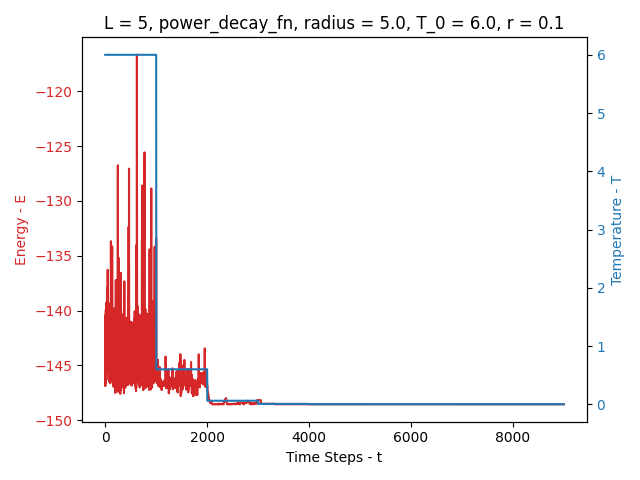 L = 5, power_decay_fn, radius = 5.0, T_0 = 6.0, r = 0.1
Energy - E
−120
−125
−130
−135
−140
−145
−150
6
5
4
3
2
1
0
Temperature - T
0 2000 4000 6000 8000
Time Steps - t